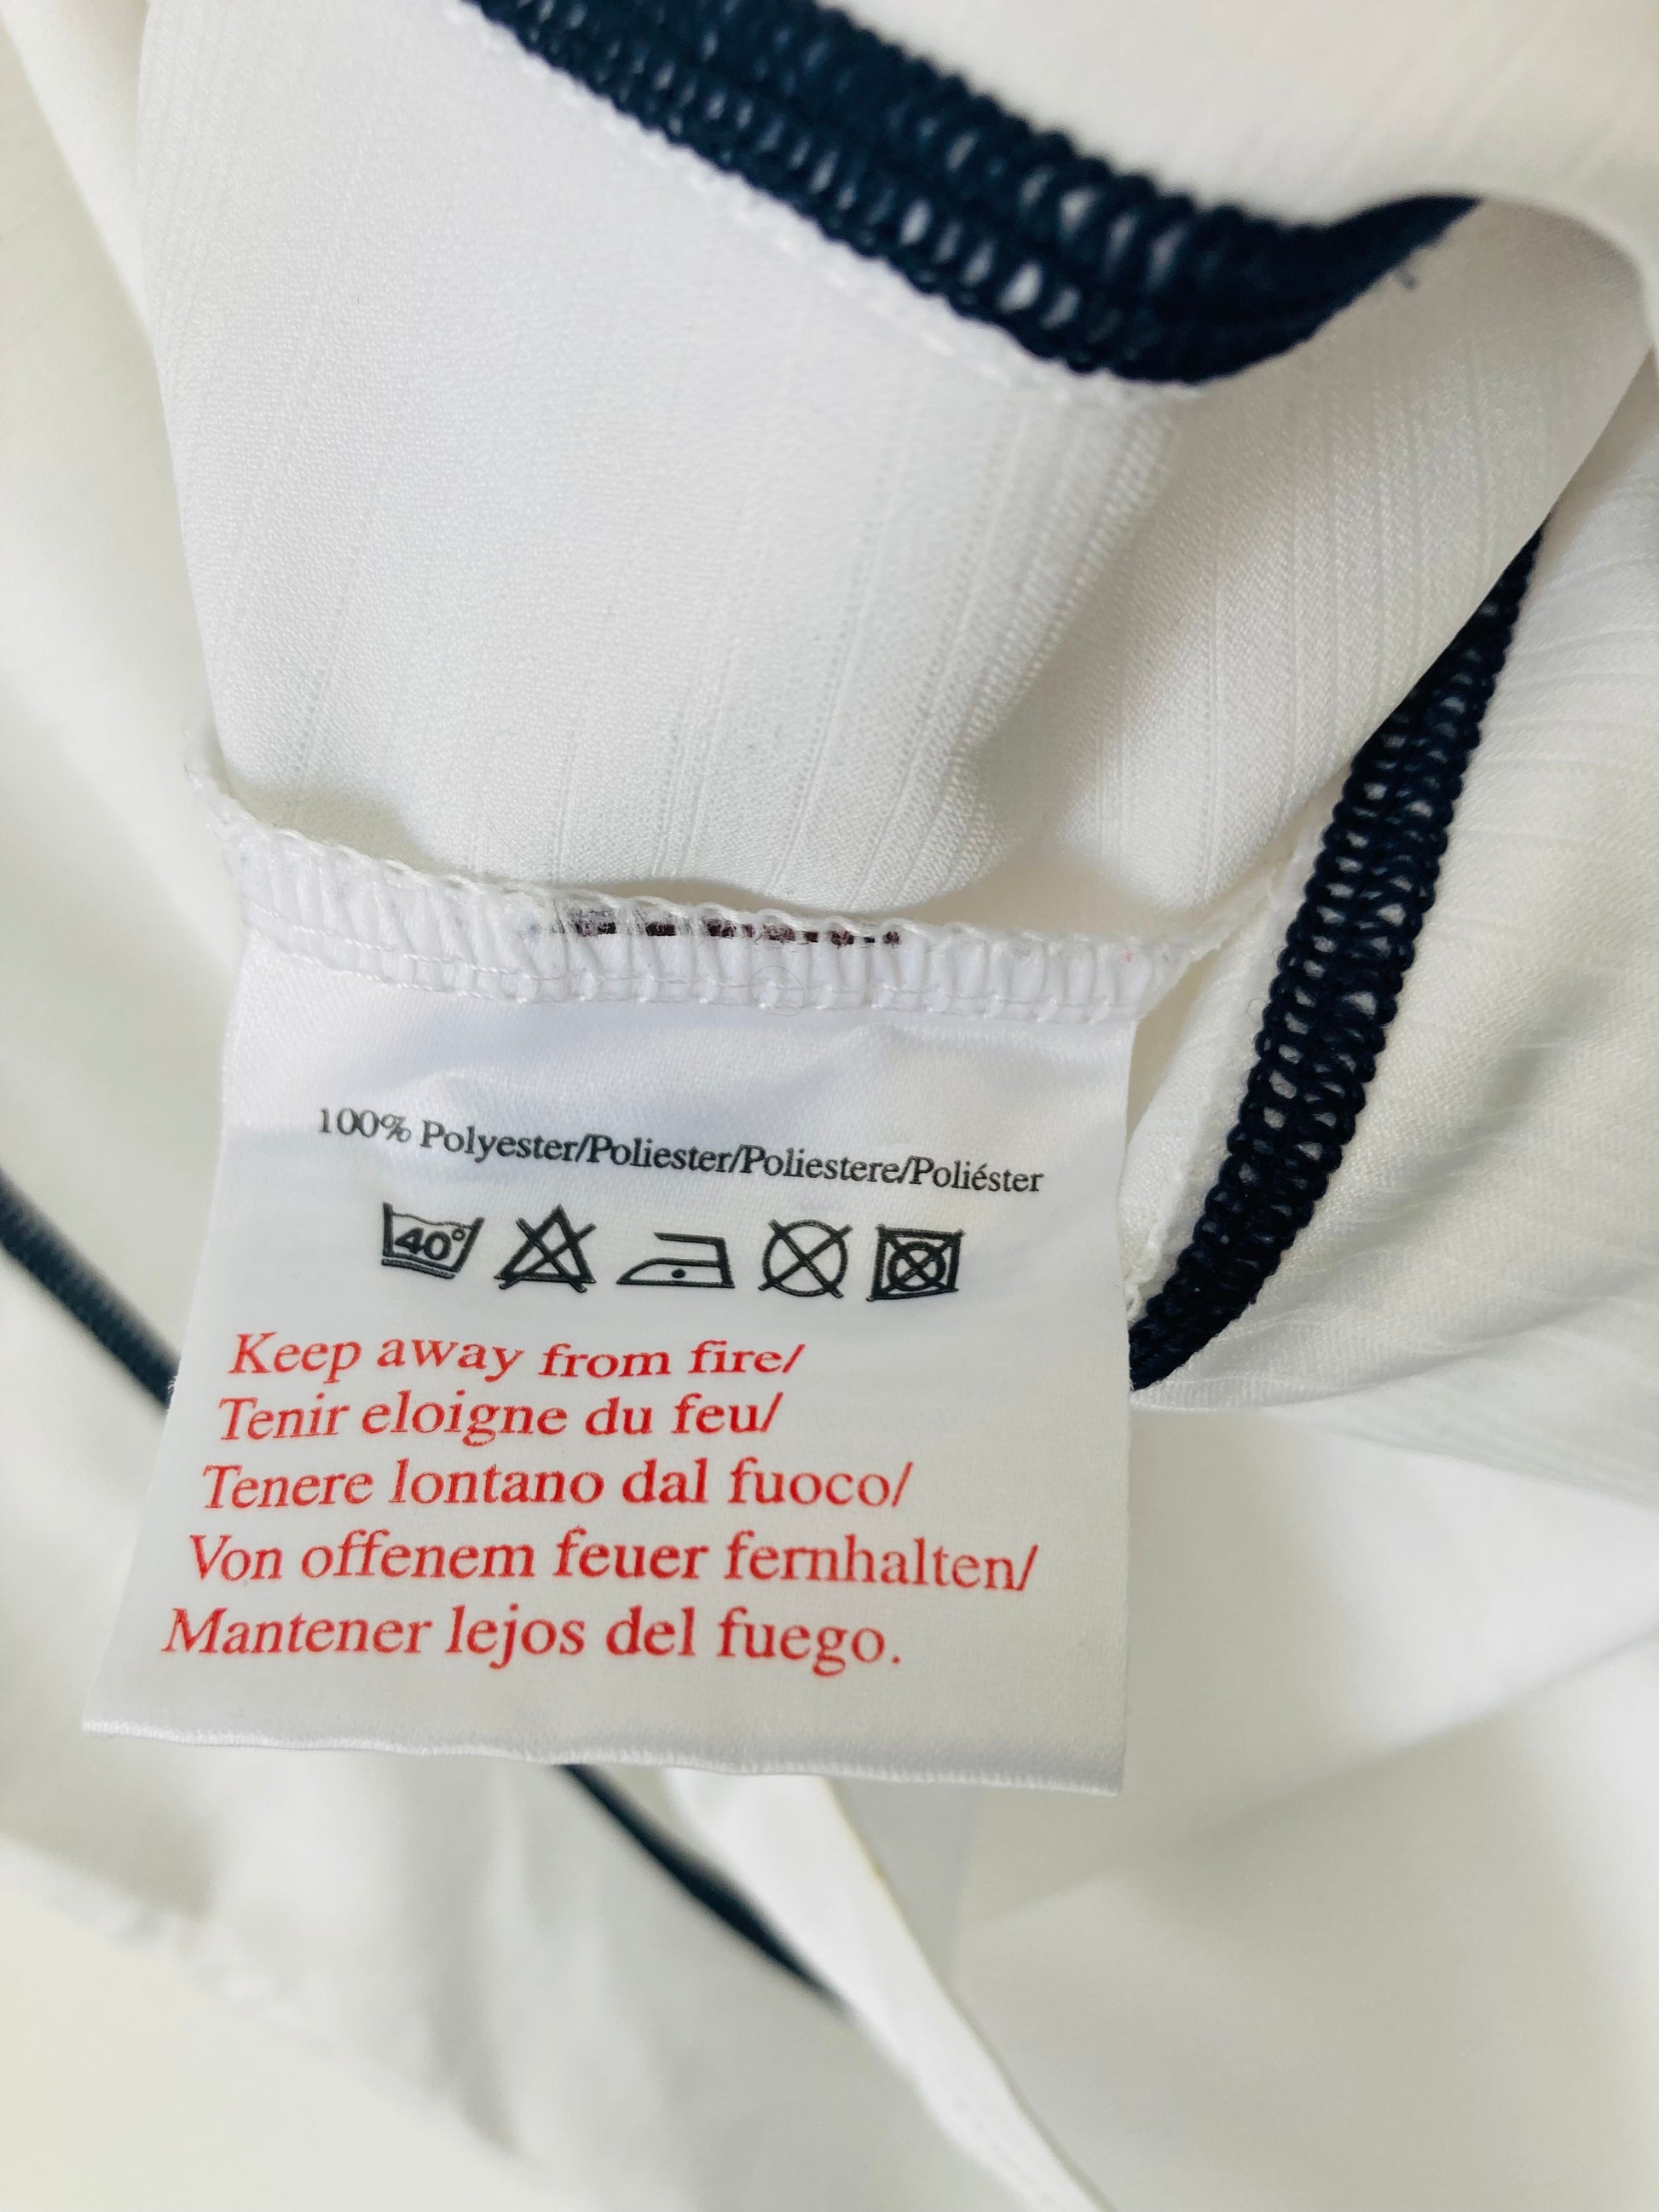 100% Polyester/Poliester/Poliestere/Poliéster
40°
Keep away from fire/
Tenir eloigne du feu/
Tenere lontano dal fuoco/
Von offenem feuer fernhalten/
Mantener lejos del fuego.